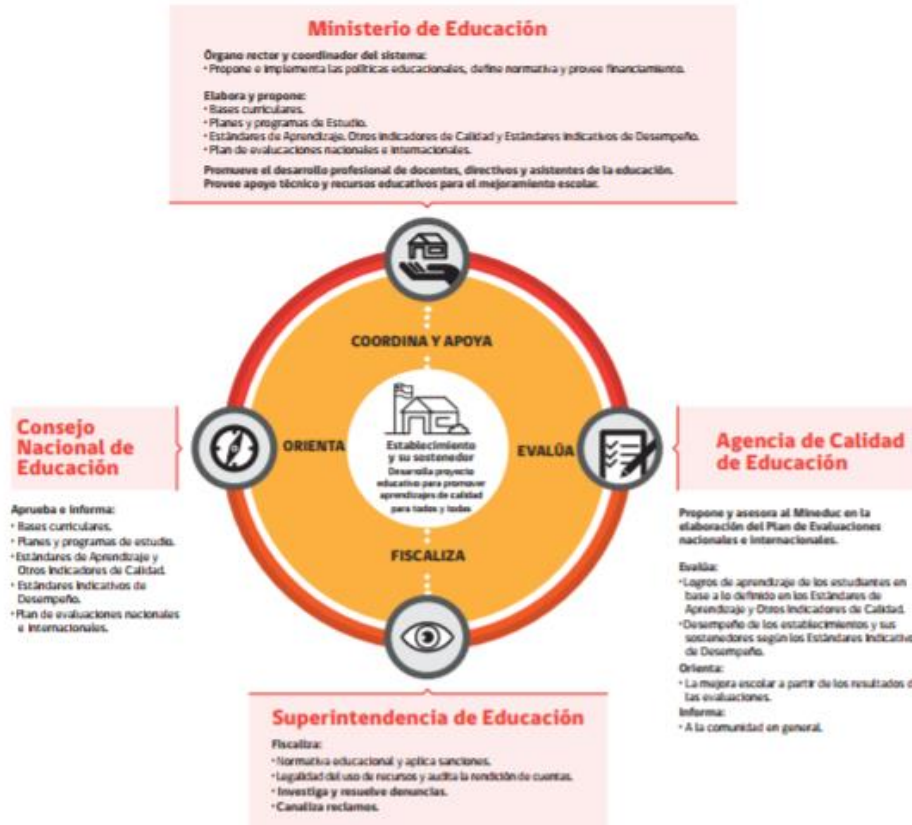 Ministerio de Educación
Órgano rector y coordinador del sistema:
• Propone e implementa las políticas educacionales, define normativa y provee financiamiento.
Elabora y propone:
• Bases curriculares.
• Planes y programas de Estudio.
• Estándares de Aprendizaje. Otros Indicadores de Calidad y Estándares Indicativos de Desempeño.
• Plan de evalucaciones nacionales e internacionales.
Promueve el desarrollo profesional de docentes, directivos y asistentes de la educación.
Provee apoyo técnico y recursos educativos para el mejoramiento escolar.
COORDINA Y APOYA
Consejo
Nacional de
Educación
Aprueba e informa:
• Bases curriculares.
• Planes y programas de estudio.
• Estándares de Aprendizaje y
Otros Indicadores de Calidad.
• Estándares Indicativos de
Desempeño.
• Plan de evaluaciones nacionales
e internacionales.
ORIENTA
Establecimiento
y su sostenedor
Desarrolla proyecto
educativo para promover
aprendizajes de calidad
para todos y todas
EVALÚA
FISCALIZA
Agencia de Calidad
de Educación
Propone y asesora al Mineduc en la
elaboración del Plan de Evaluaciones
nacionales e internacionales.
Evalúa:
• Logros de aprendizaje de los estudiantes en
base a lo definido en los Estándares de
Aprendizaje y Otros Indicadores de Calidad.
• Desempeño de los establecimientos y sus
sostenedores según los Estándares Indicativo
de Desempeño.
Orienta:
• La mejora escolar a partir de los resultados d
las evaluaciones.
Informa:
• A la comunidad en general.
Superintendencia de Educación
Fiscaliza:
• Normativa educacional y aplica sanciones.
• Legalidad del uso de recursos y audita la rendición de cuentas.
• Investiga y resuelve denuncias.
• Canaliza reclamos.